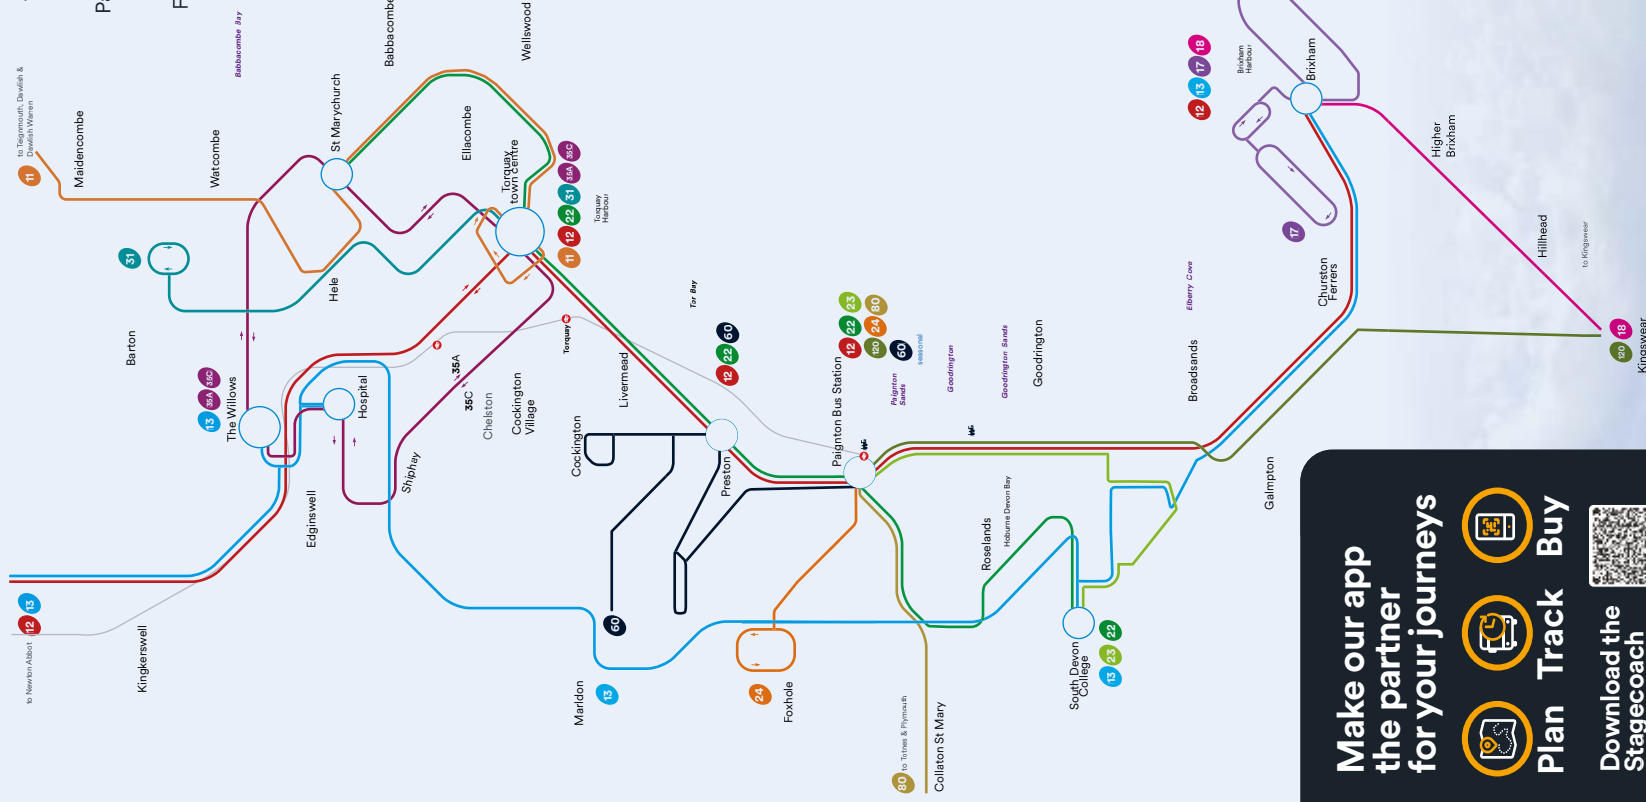 to Teignmouth, Dawlish &
Dawlish Warren
11
Maidencombe
Babbacombe Bay
Watcombe
St Marychurch
Babbacombe
Wellswood
Ellacombe
Torquay
town centre
11 12 22 31 35A 35C
Torquay
Harbour
31
Barton
Hele
13 35A 35C
The Willows
Hospital
35A
35C
Chelston
Torquay
Cockington
Village
Livermead
Tor Bay
Shiphay
Edginswell
12 13
to Newton Abbot
Kingkerswell
Cockington
Preston
12 22 60
60
Marldon
13
24
Foxhole
Paignton Bus Station
12 22 23
120 24 80
60
seasonal
Paignton
Sands
Goodrington
Goodrington Sands
Goodrington
80 to Totnes & Plymouth
Collaton St Mary
Roselands
Hoburne Devon Bay
South Devon
College
13 23 22
Elberry Cove
Broadsands
Galmpton
Churston
Ferrers
17
12 13 17 18
Brixham
Harbour
Brixham
Higher
Brixham
Hillhead
to Kingswear
120 18
Kingswear
Make our app
the partner
for your journeys
Plan Track Buy
Download the
Stagecoach